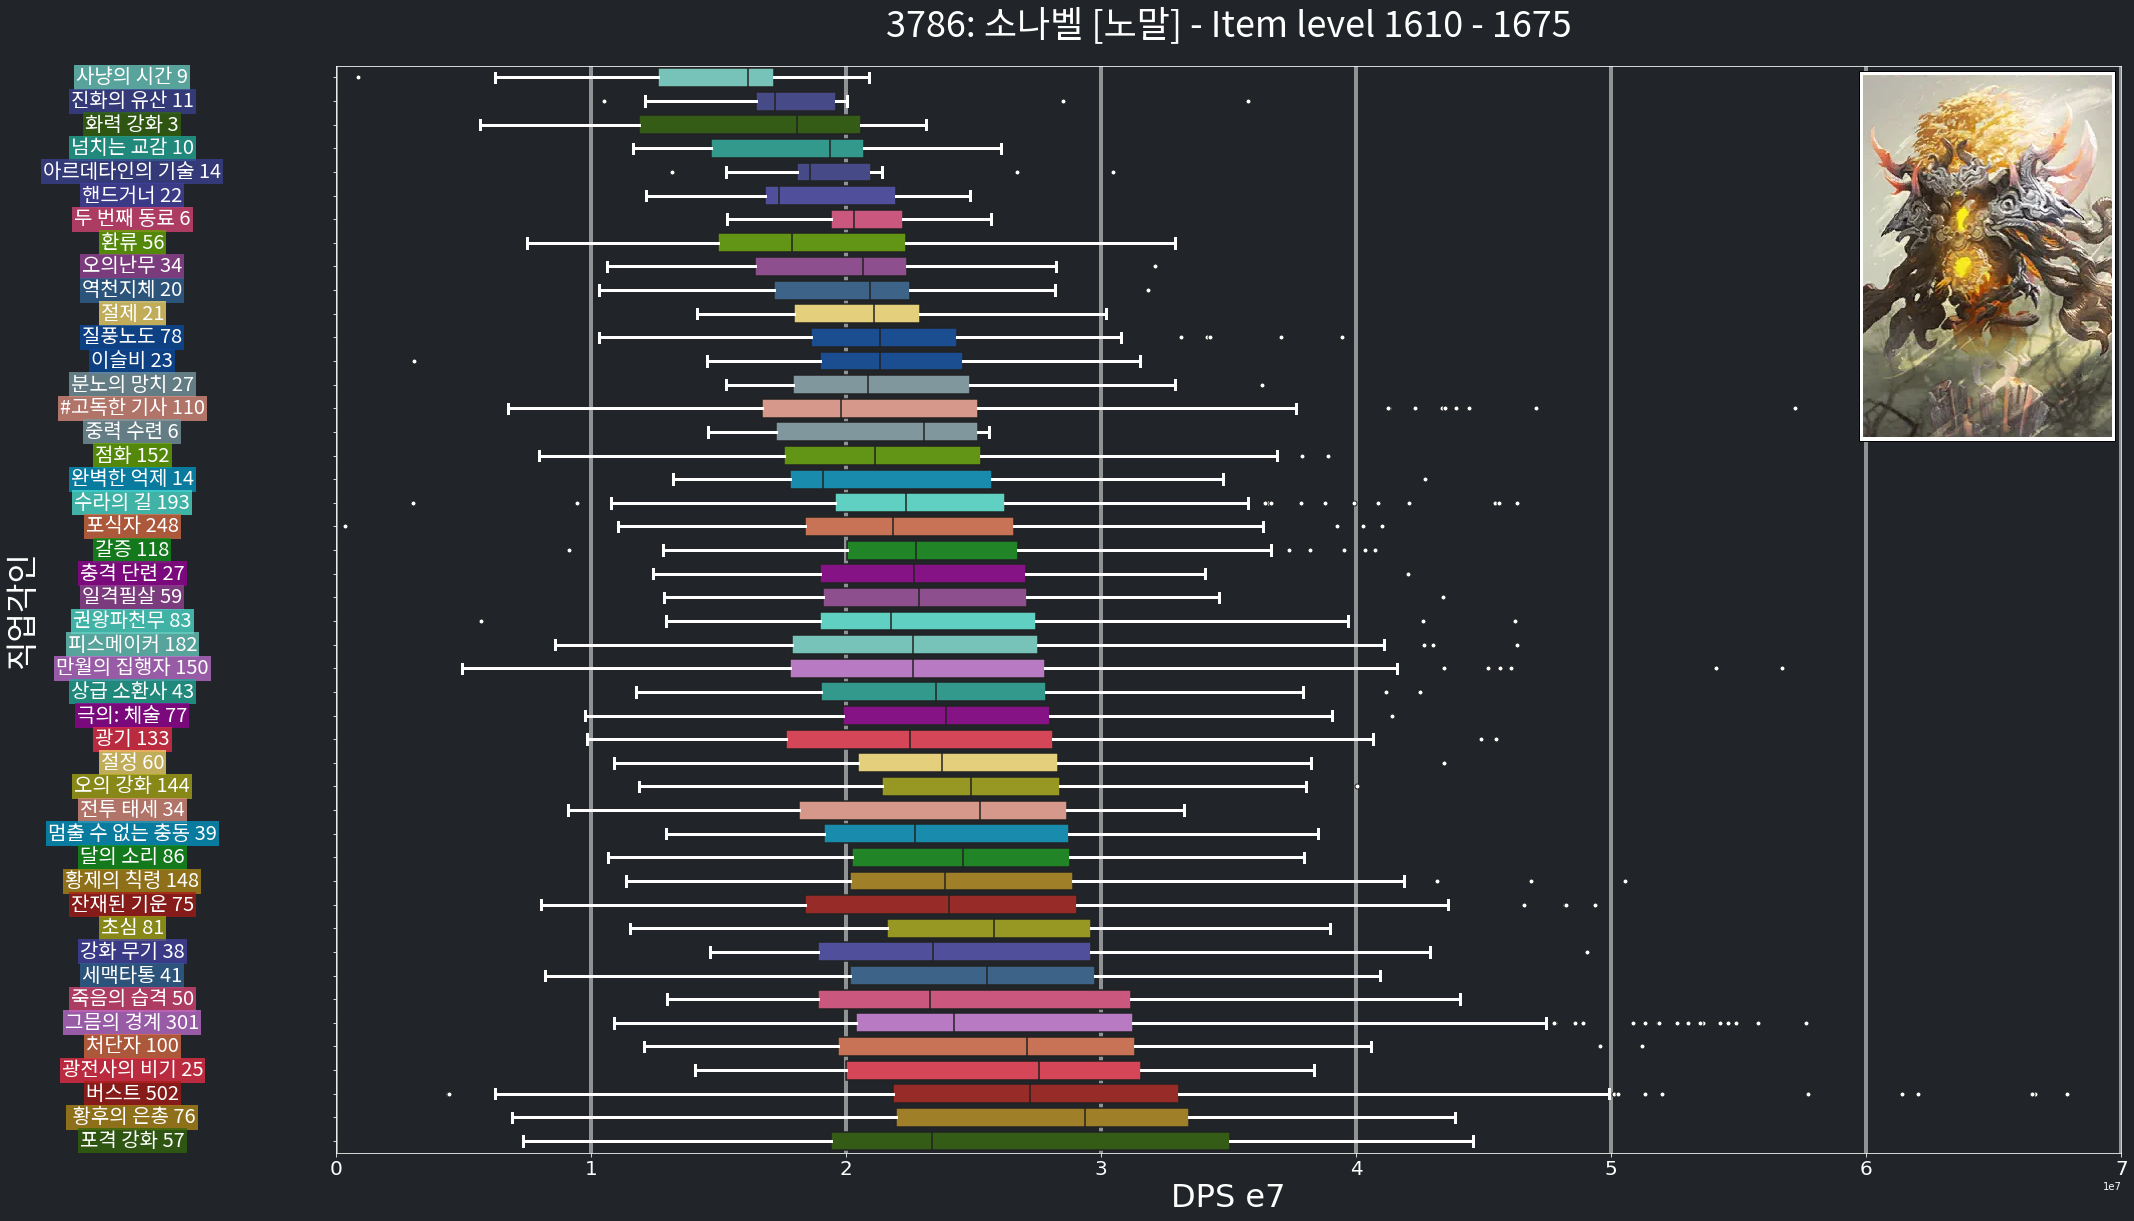 3786: 소나벨 [노말] - Item level 1610 - 1675
사냥의 시간 9
진화의 유산 11
화력 강화 3
넘치는 교감 10
아르데타인의 기술 14
핸드거너 22
두 번째 동료 6
환류 56
오의난무 34
역천지체 20
절제 21
질풍노도 78
이슬비 23
분노의 망치 27
#고독한 기사 110
중력 수련 6
점화 152
완벽한 억제 14
수라의 길 193
포식자 248
갈증 118
충격 단련 27
일격필살 59
권왕파천무 83
피스메이커 182
만월의 집행자 150
상급 소환사 43
극의: 체술 77
광기 133
절정 60
오의 강화 144
전투 태세 34
멈출 수 없는 충동 39
달의 소리 86
황제의 칙령 148
잔재된 기운 75
초심 81
강화 무기 38
세맥타통 41
죽음의 습격 50
그믐의 경계 301
처단자 100
광전사의 비기 25
버스트 502
황후의 은총 76
포격 강화 57
직업각인
0 1 2 3 4 5 6 7
1e7
DPS e7